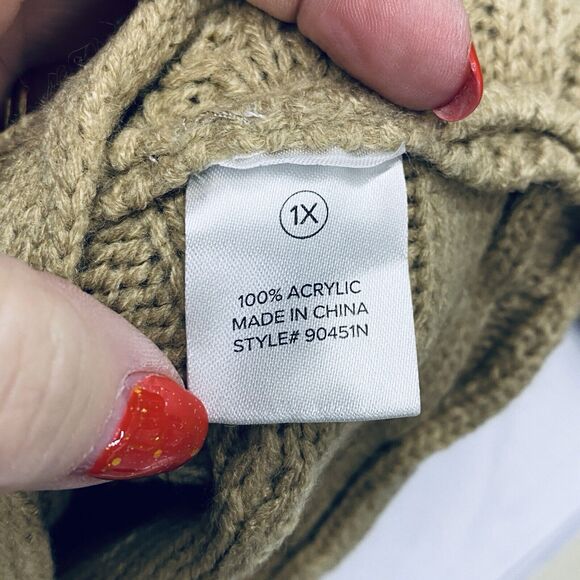 1X
100% ACRYLIC
MADE IN CHINA
STYLE# 90451N